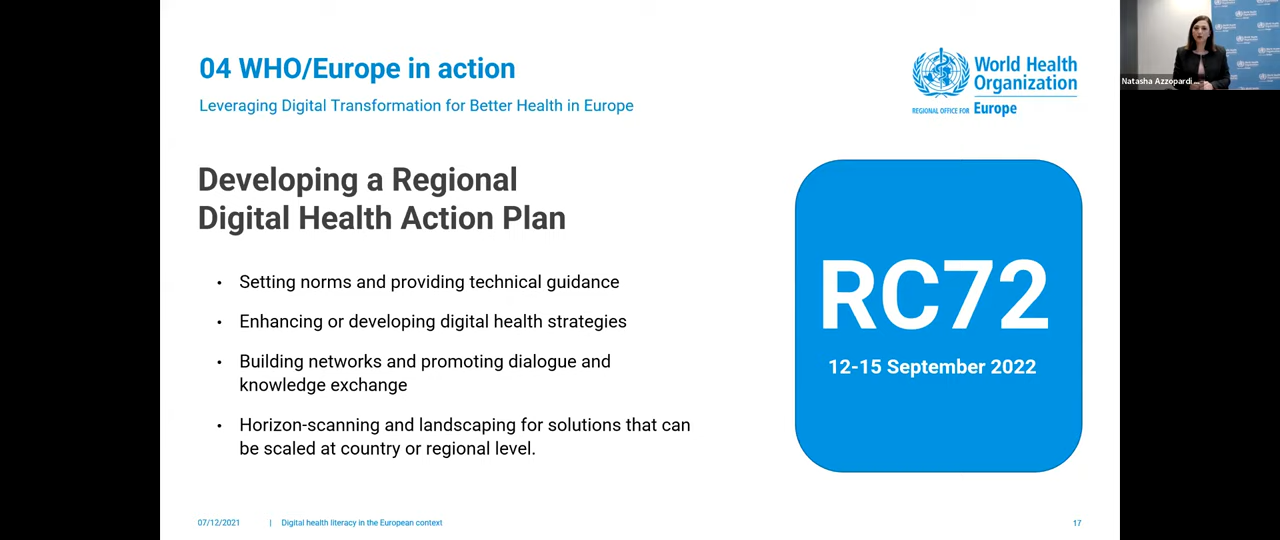 04 WHO/Europe in action
Leveraging Digital Transformation for Better Health in Europe
World Health
Organization
REGIONAL OFFICE FOR Europe
Natasha Azzopardi ...
Developing a Regional
Digital Health Action Plan
• Setting norms and providing technical guidance
• Enhancing or developing digital health strategies
• Building networks and promoting dialogue and
knowledge exchange
• Horizon-scanning and landscaping for solutions that can
be scaled at country or regional level.
RC72
12-15 September 2022
07/12/2021 | Digital health literacy in the European context
17